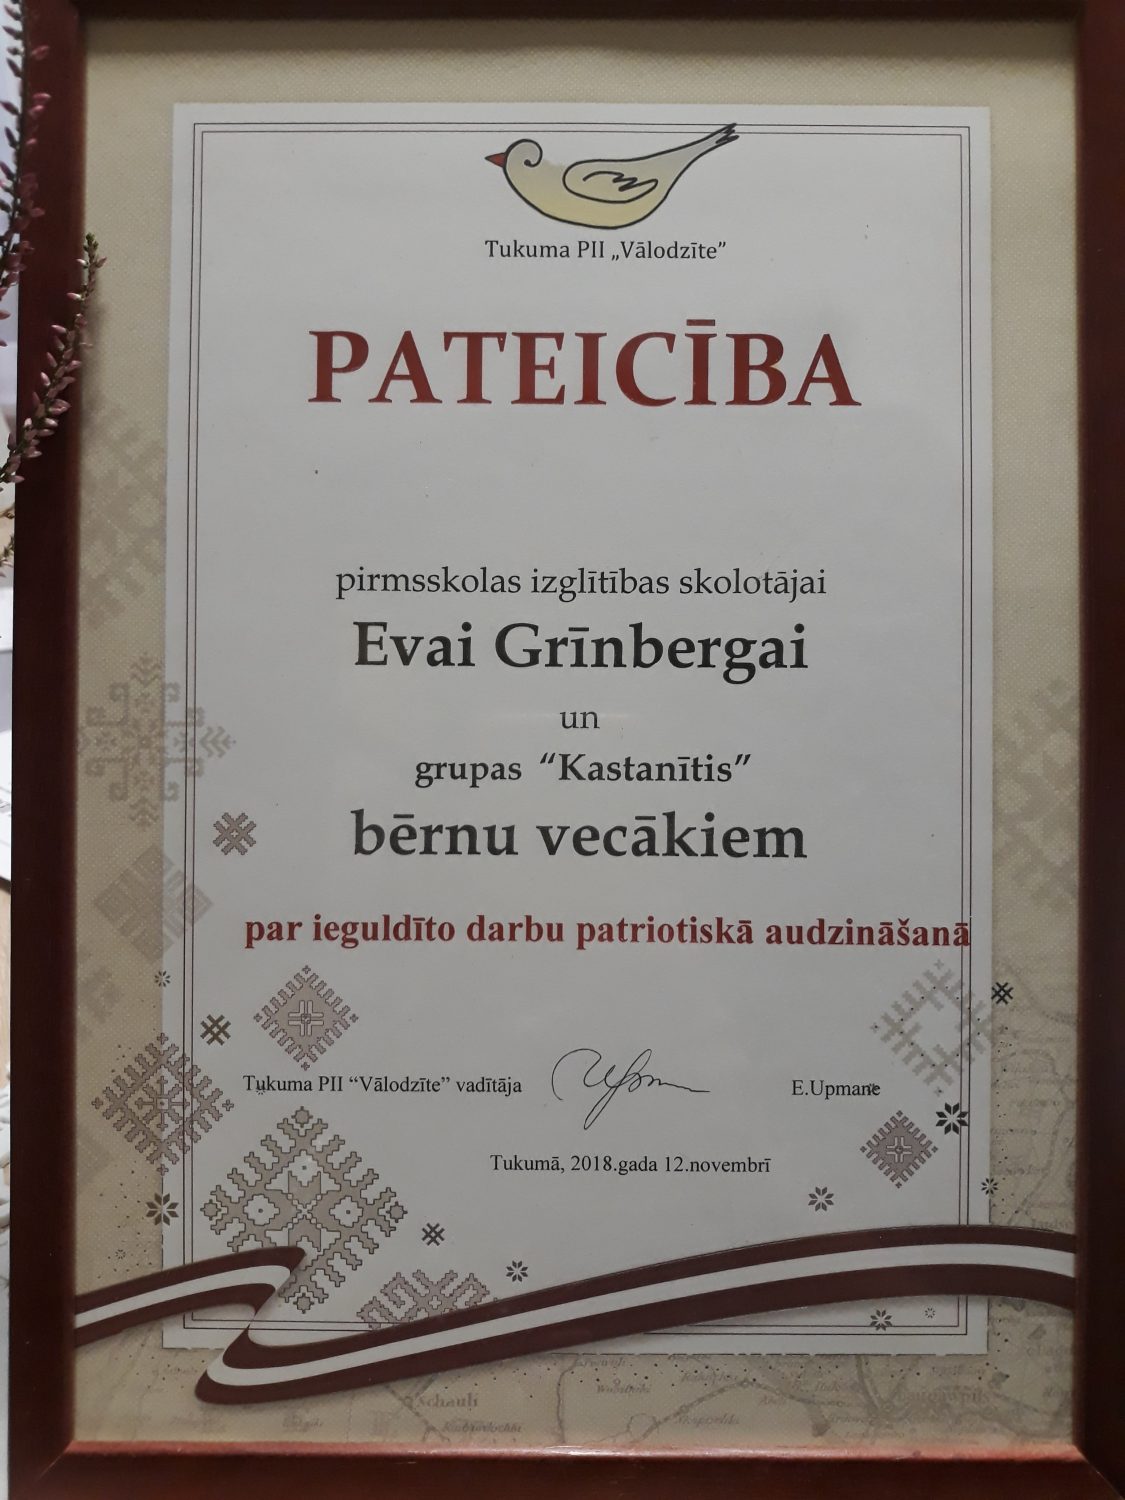 Tukuma PII „Vālodzīte”
PATEICĪBA
pirmsskolas izglītības skolotājai
Evai Grīnbergai
un
grupas “Kastanītis”
bērnu vecākiem
par ieguldīto darbu patriotiskā audzināšanā
Tukuma PII “Vālodzīte” vadītāja E.Upmane
Tukumā, 2018.gada 12.novembrī
Schauli